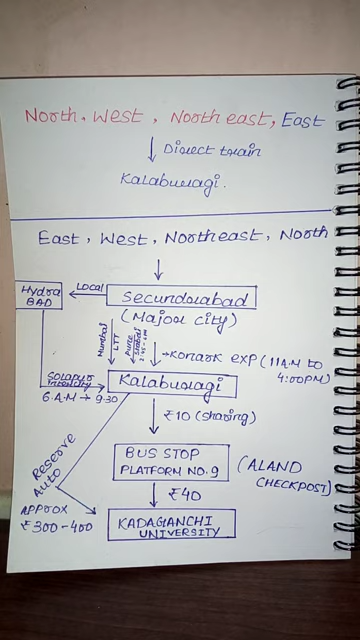 North, West, North east, East
Direct train
Kalaburagi.
East, West, Northeast, North
Hydra
BAD
Local
Secunderabad
(Major city)
Mumbai
LTT
Konark exp (11 A.M to
4:00PM)
Solapur
Intercity
6 A.M → 9:30
Kalaburagi
₹10 (sharing)
Reserve
Auto
BUS STOP
PLATFORM NO.9
(ALAND
CHECKPOST)
₹40
APPROX
₹300-400
KADAGANCHI
UNIVERSITY